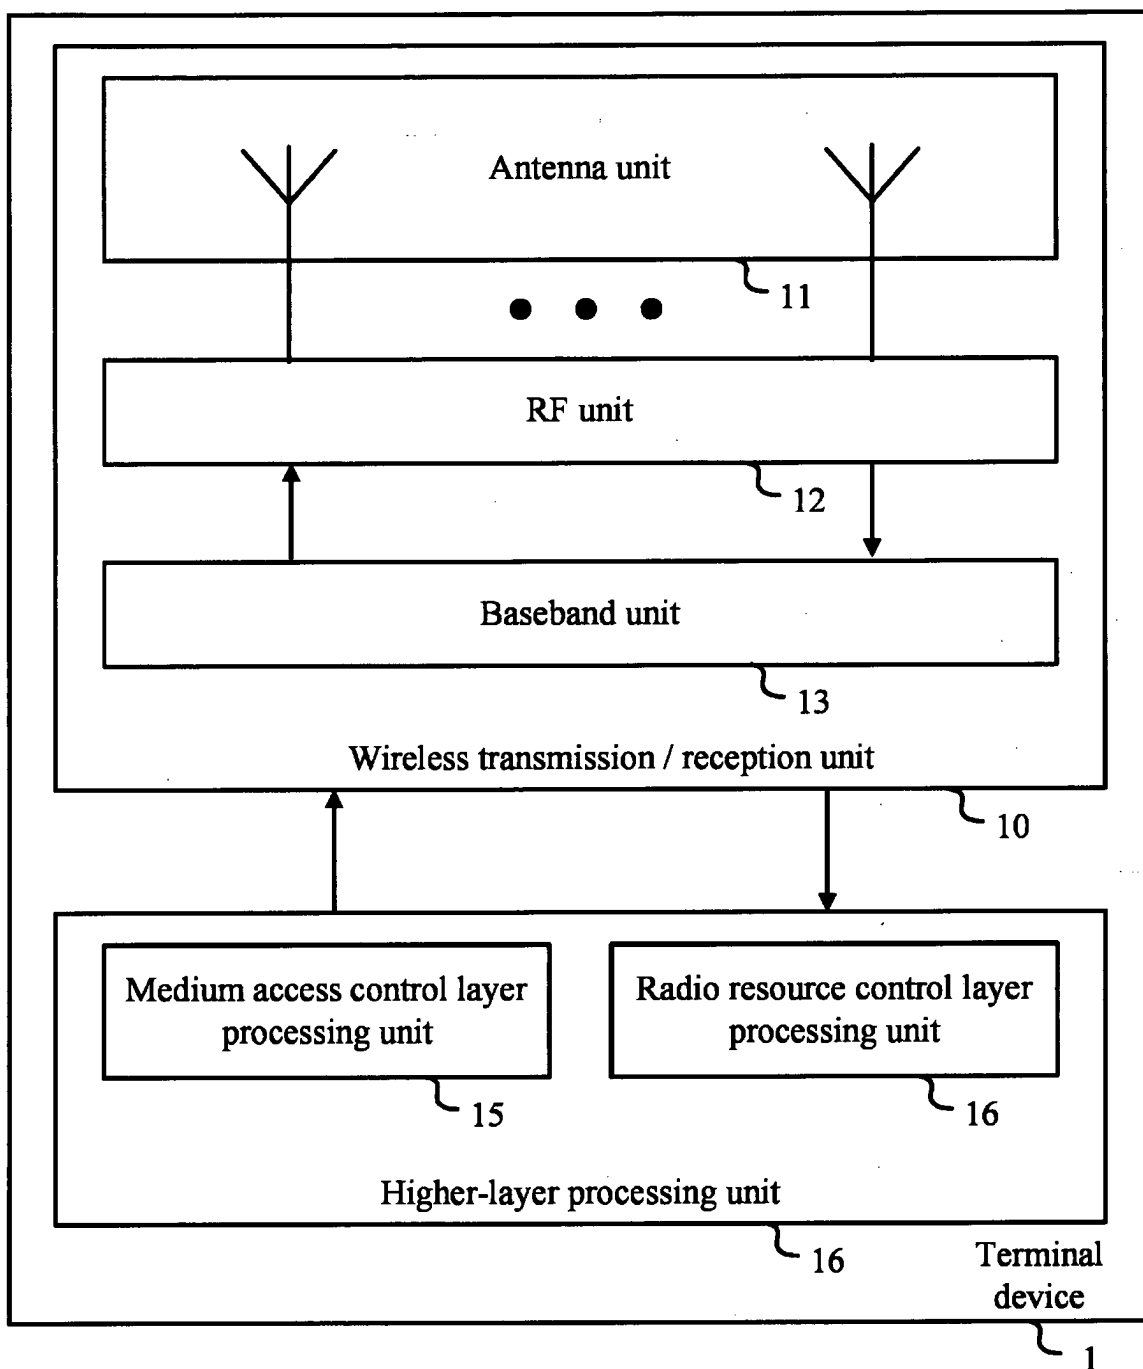 Antenna unit
11
RF unit
12
Baseband unit
13
Wireless transmission / reception unit
10
Medium access control layer
processing unit
15
Radio resource control layer
processing unit
16
Higher-layer processing unit
16
Terminal
device
1